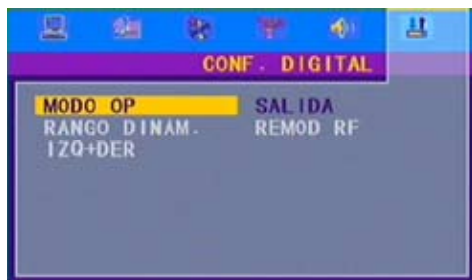 CONF. DIGITAL
MODO OP SALIDA
RANGO DINAM. REMOD RF
IZQ+DER